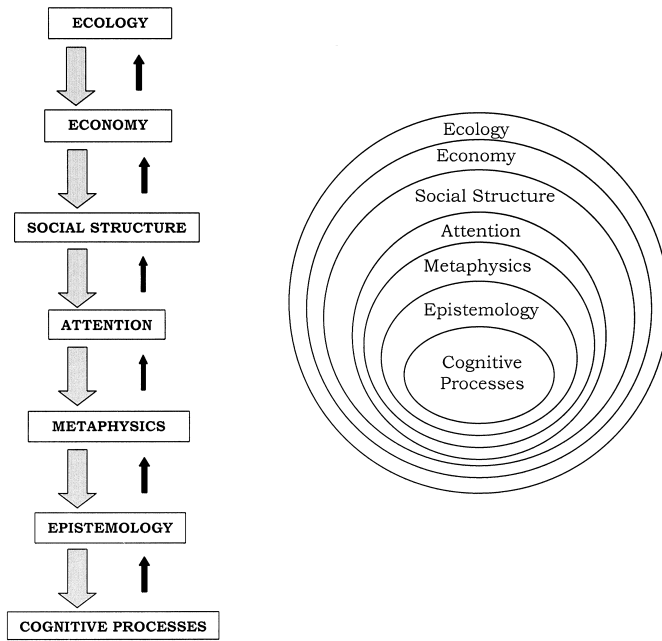 ECOLOGY
ECONOMY
SOCIAL STRUCTURE
ATTENTION
METAPHYSICS
EPISTEMOLOGY
COGNITIVE PROCESSES
Ecology
Economy
Social Structure
Attention
Metaphysics
Epistemology
Cognitive
Processes